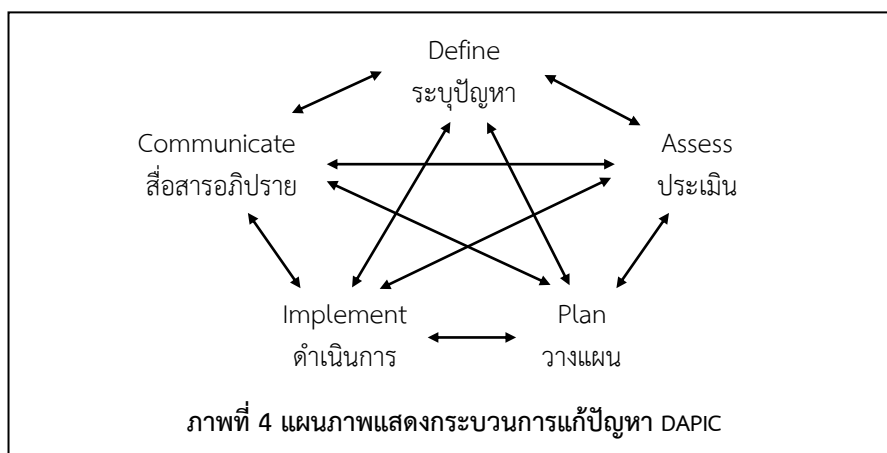 Define
ระบุปัญหา
Communicate
สื่อสารอภิปราย
Assess
ประเมิน
Implement
ดำเนินการ
Plan
วางแผน
ภาพที่ 4 แผนภาพแสดงกระบวนการแก้ปัญหา DAPIC